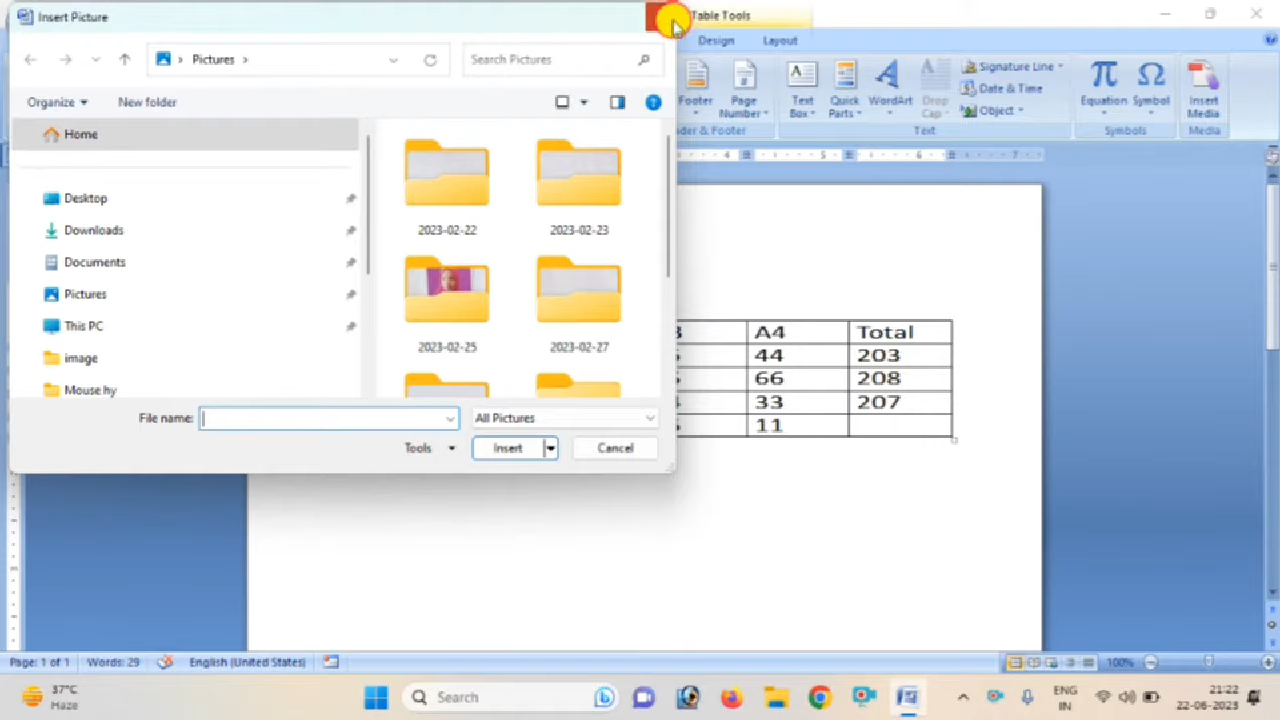 Insert Picture
Table Tools
Pictures
Search Pictures
Design
Layout
Organize
New folder
Home
Desktop
Downloads
Documents
Pictures
This PC
image
Mouse hy
2023-02-22
2023-02-23
2023-02-25
2023-02-27
File name:
All Pictures
Tools
Insert
Cancel
Footer
Page Number
Text Box
Quick Parts
WordArt
Drop Cap
Signature Line
Date & Time
Object
Equation
Symbol
Insert Media
Text
Symbols
Media
4 5 6 7
A4 Total
44 203
66 208
33 207
11
Page: 1 of 1
Words: 29
English (United States)
100%
37°C
Haze
Search
ENG
IN
21:22
22-06-2023